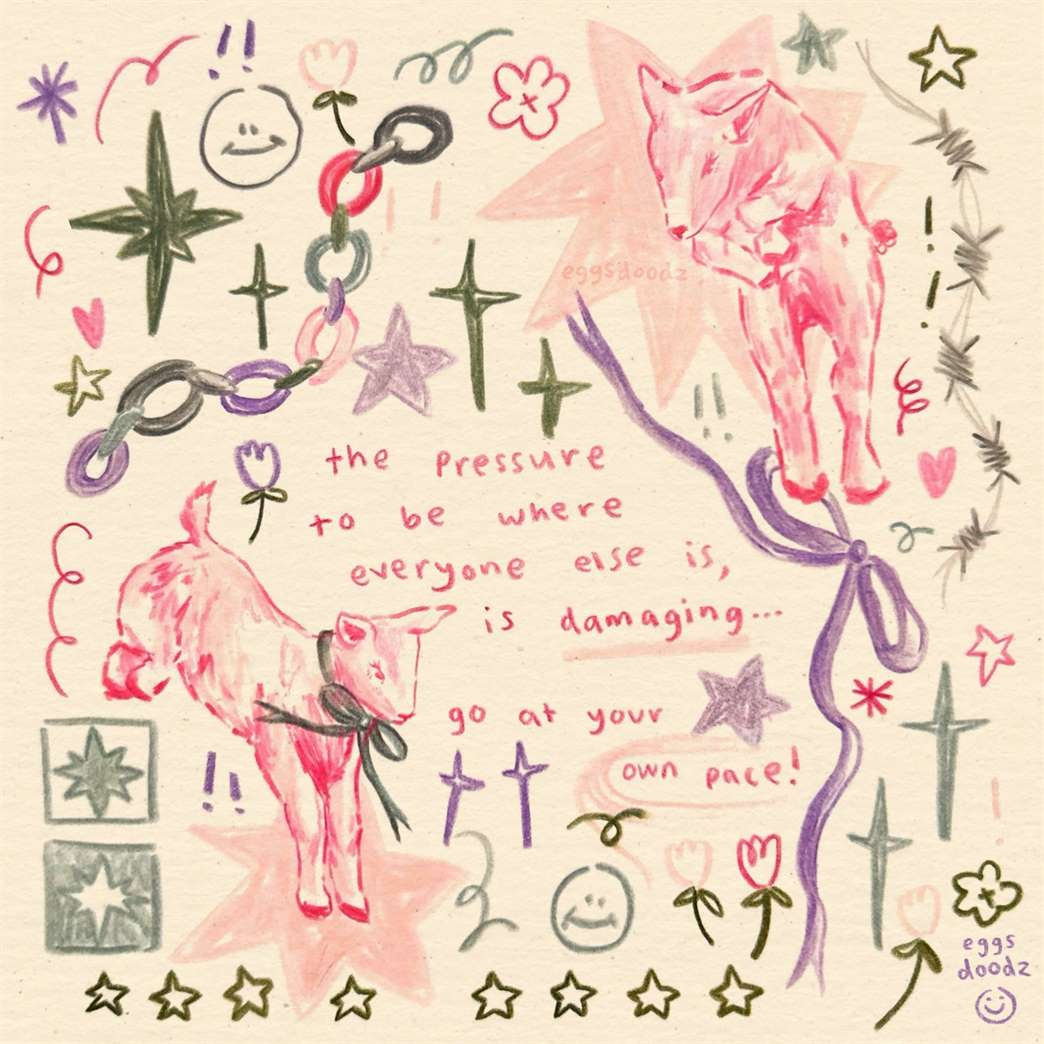 eggsdoodz
the pressure
to be where
everyone else is,
is damaging...
go at your
own pace!
eggs
doodz